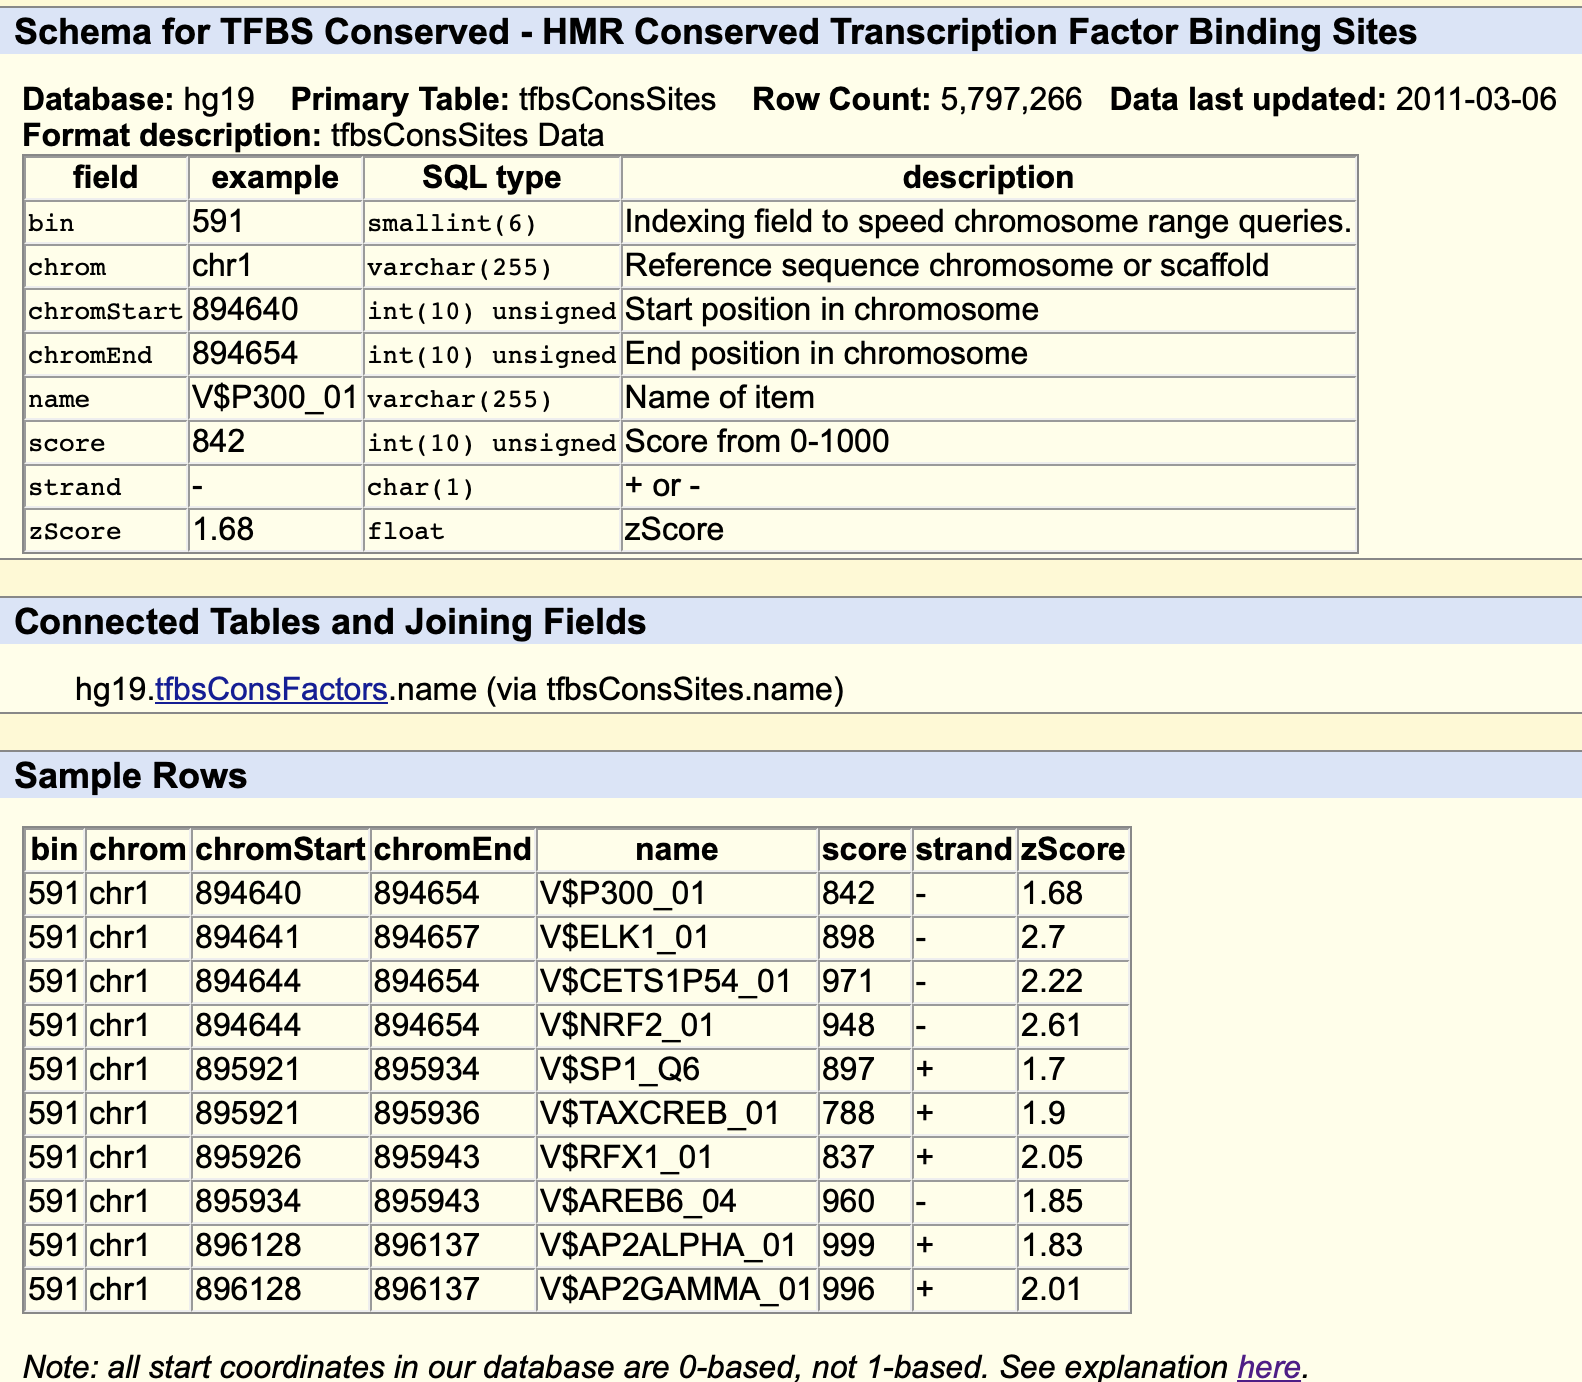 Schema for TFBS Conserved - HMR Conserved Transcription Factor Binding Sites
Database: hg19 Primary Table: tfbsConsSites Row Count: 5,797,266 Data last updated: 2011-03-06
Format description: tfbsConsSites Data
field example SQL type description
bin 591 smallint(6) Indexing field to speed chromosome range queries.
chrom chr1 varchar(255) Reference sequence chromosome or scaffold
chromStart 894640 int(10) unsigned Start position in chromosome
chromEnd 894654 int(10) unsigned End position in chromosome
name V$P300_01 varchar(255) Name of item
score 842 int(10) unsigned Score from 0-1000
strand - char(1) + or -
zScore 1.68 float zScore
Connected Tables and Joining Fields
hg19.tfbsConsFactors.name (via tfbsConsSites.name)
Sample Rows
bin chrom chromStart chromEnd name score strand zScore
591 chr1 894640 894654 V$P300_01 842 - 1.68
591 chr1 894641 894657 V$ELK1_01 898 - 2.7
591 chr1 894644 894654 V$CETS1P54_01 971 - 2.22
591 chr1 894644 894654 V$NRF2_01 948 - 2.61
591 chr1 895921 895934 V$SP1_Q6 897 + 1.7
591 chr1 895921 895936 V$TAXCREB_01 788 + 1.9
591 chr1 895926 895943 V$RFX1_01 837 + 2.05
591 chr1 895934 895943 V$AREB6_04 960 - 1.85
591 chr1 896128 896137 V$AP2ALPHA_01 999 + 1.83
591 chr1 896128 896137 V$AP2GAMMA_01 996 + 2.01
Note: all start coordinates in our database are 0-based, not 1-based. See explanation here.